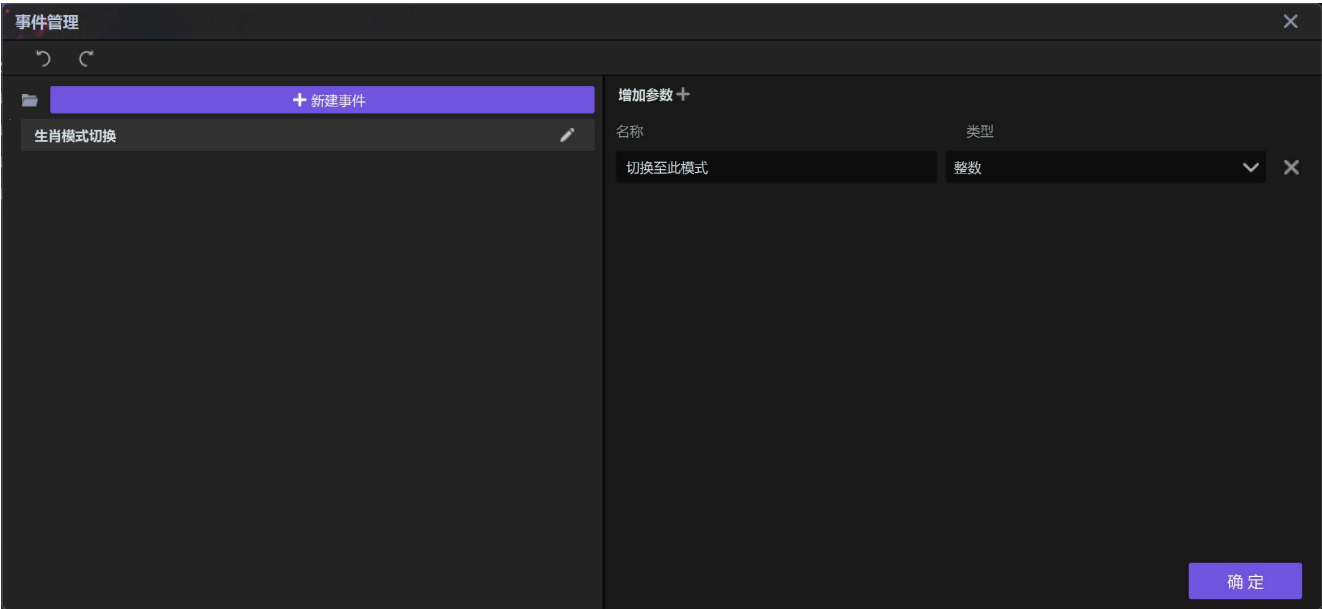 事件管理
新建事件
生肖模式切换
增加参数
名称 类型
切换至此模式 整数
确定